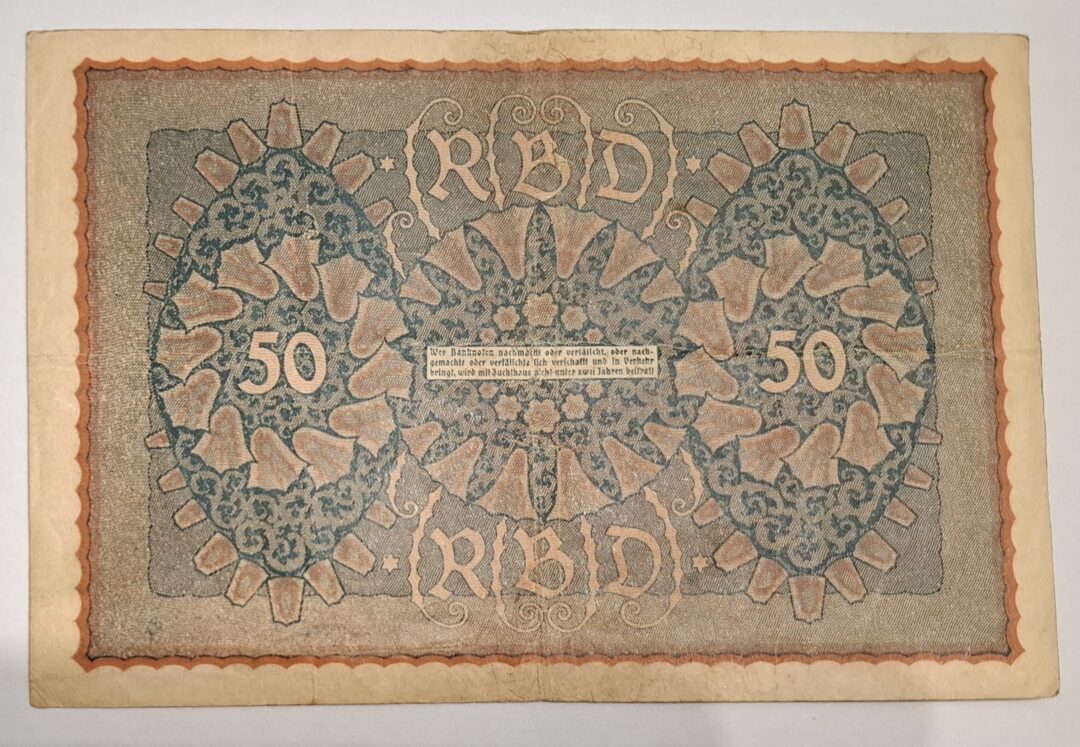 RBD
50
Wer Banknoten nachmacht oder verfälscht, oder nach-
gemachte oder verfälschte sich verschafft und in Verkehr
bringt, wird mit Zuchthaus nicht unter zwei Jahren bestraft
50
RBD